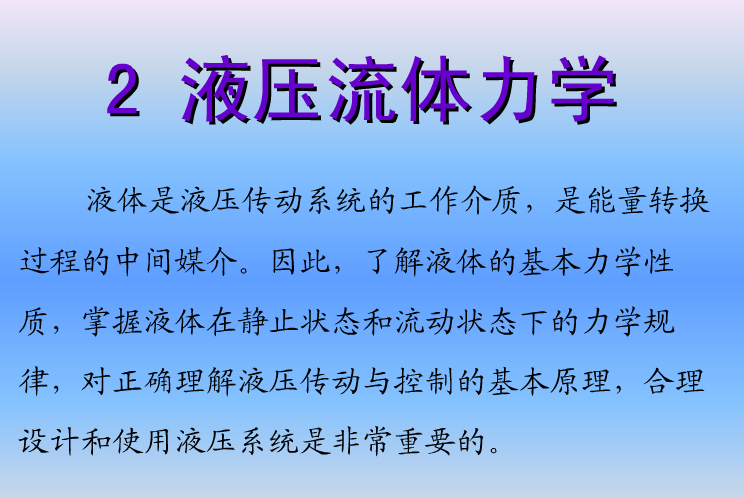 2 液压流体力学
液体是液压传动系统的工作介质，是能量转换
过程的中间媒介。因此，了解液体的基本力学性
质，掌握液体在静止状态和流动状态下的力学规
律，对正确理解液压传动与控制的基本原理，合理
设计和使用液压系统是非常重要的。